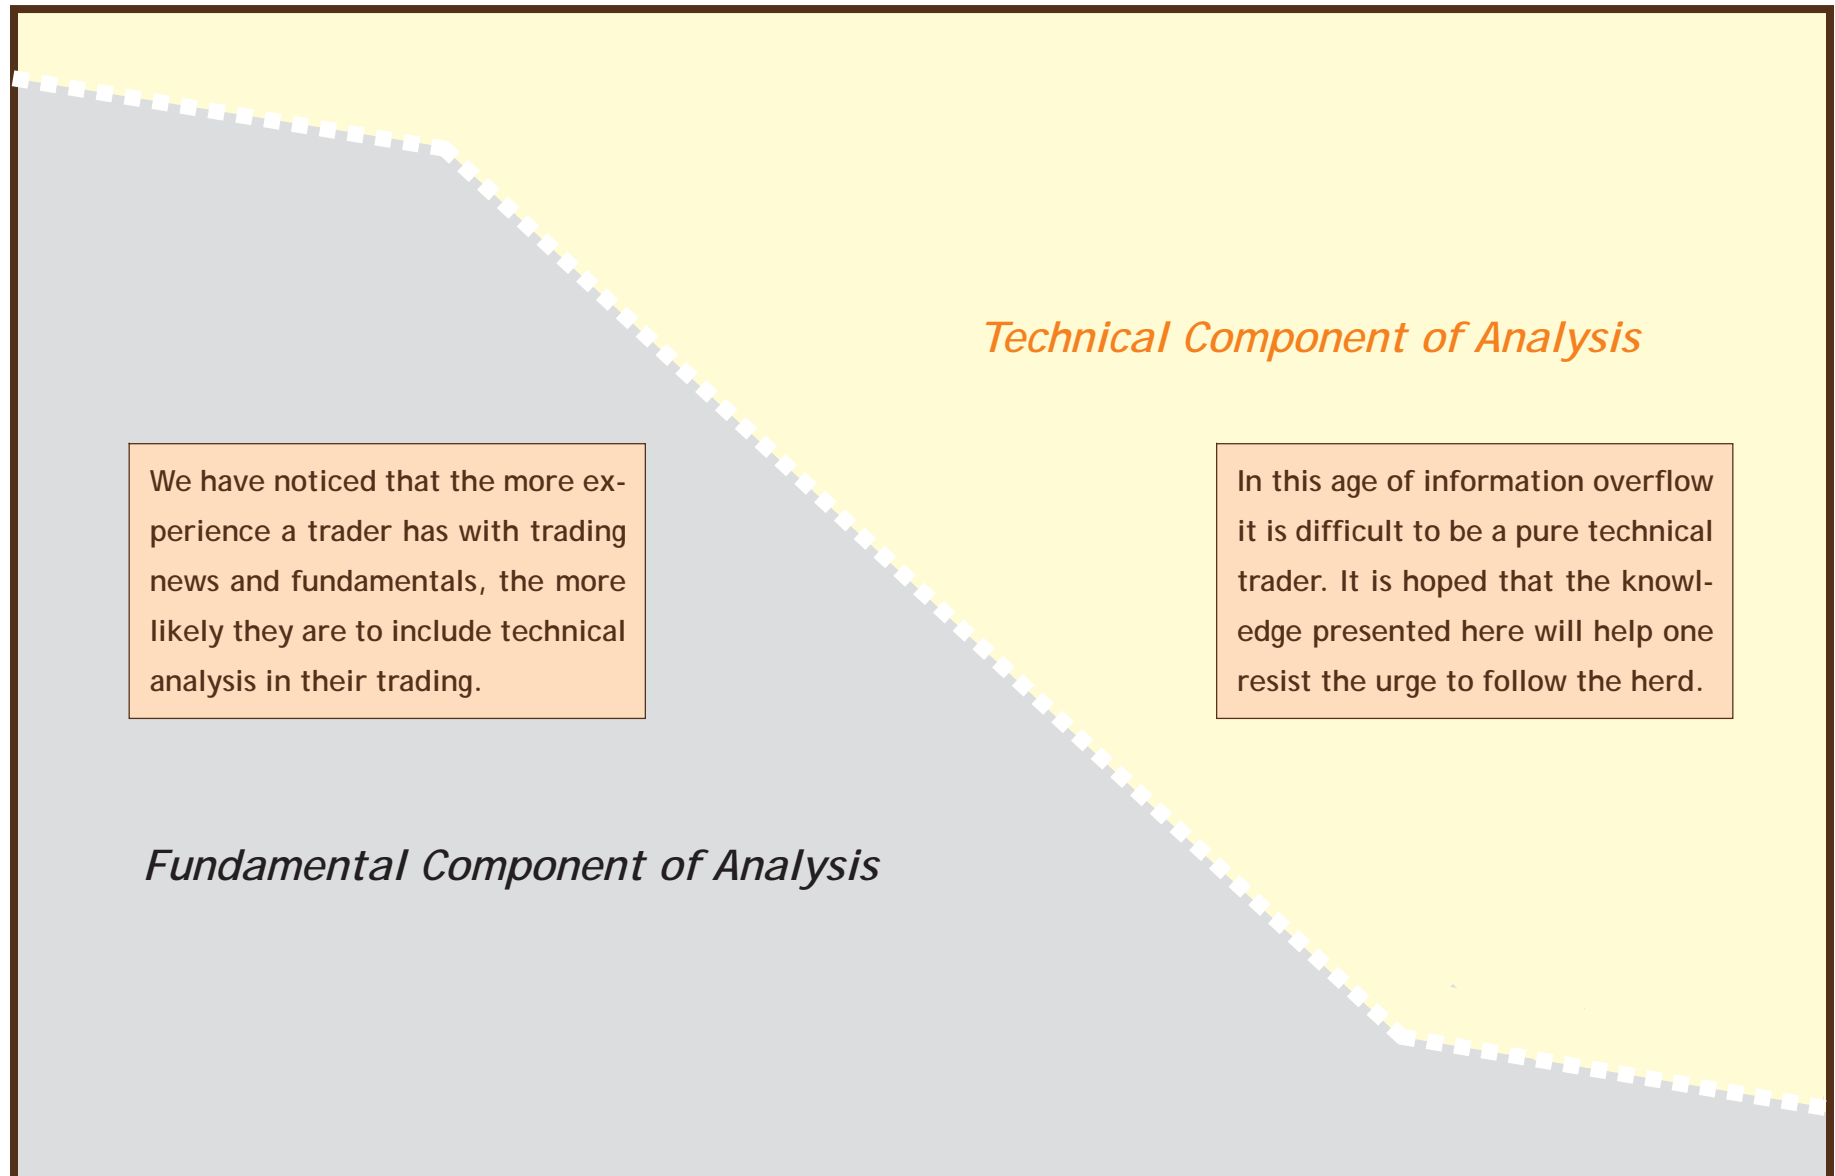 Technical Component of Analysis
We have noticed that the more ex-
perience a trader has with trading
news and fundamentals, the more
likely they are to include technical
analysis in their trading.
In this age of information overflow
it is difficult to be a pure technical
trader. It is hoped that the knowl-
edge presented here will help one
resist the urge to follow the herd.
Fundamental Component of Analysis